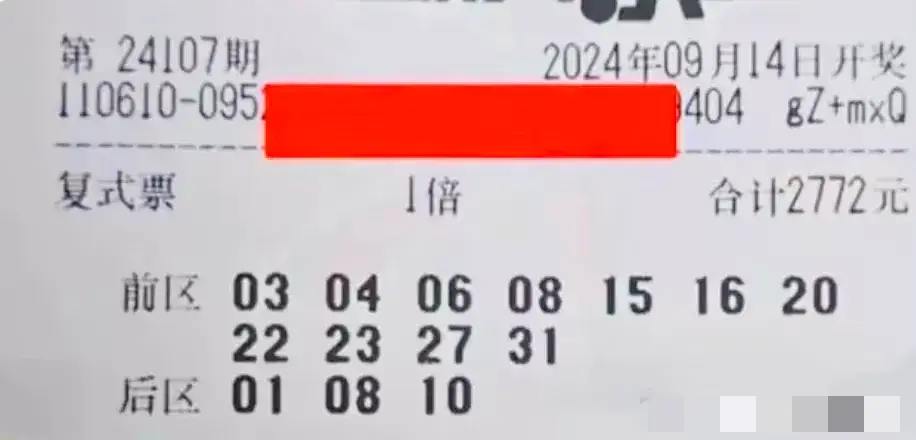 第 24107期 2024年09月14日开奖
110610-095 9404 gZ+mxQ
复式票 1倍 合计2772元
前区 03 04 06 08 15 16 20
22 23 27 31
后区 01 08 10